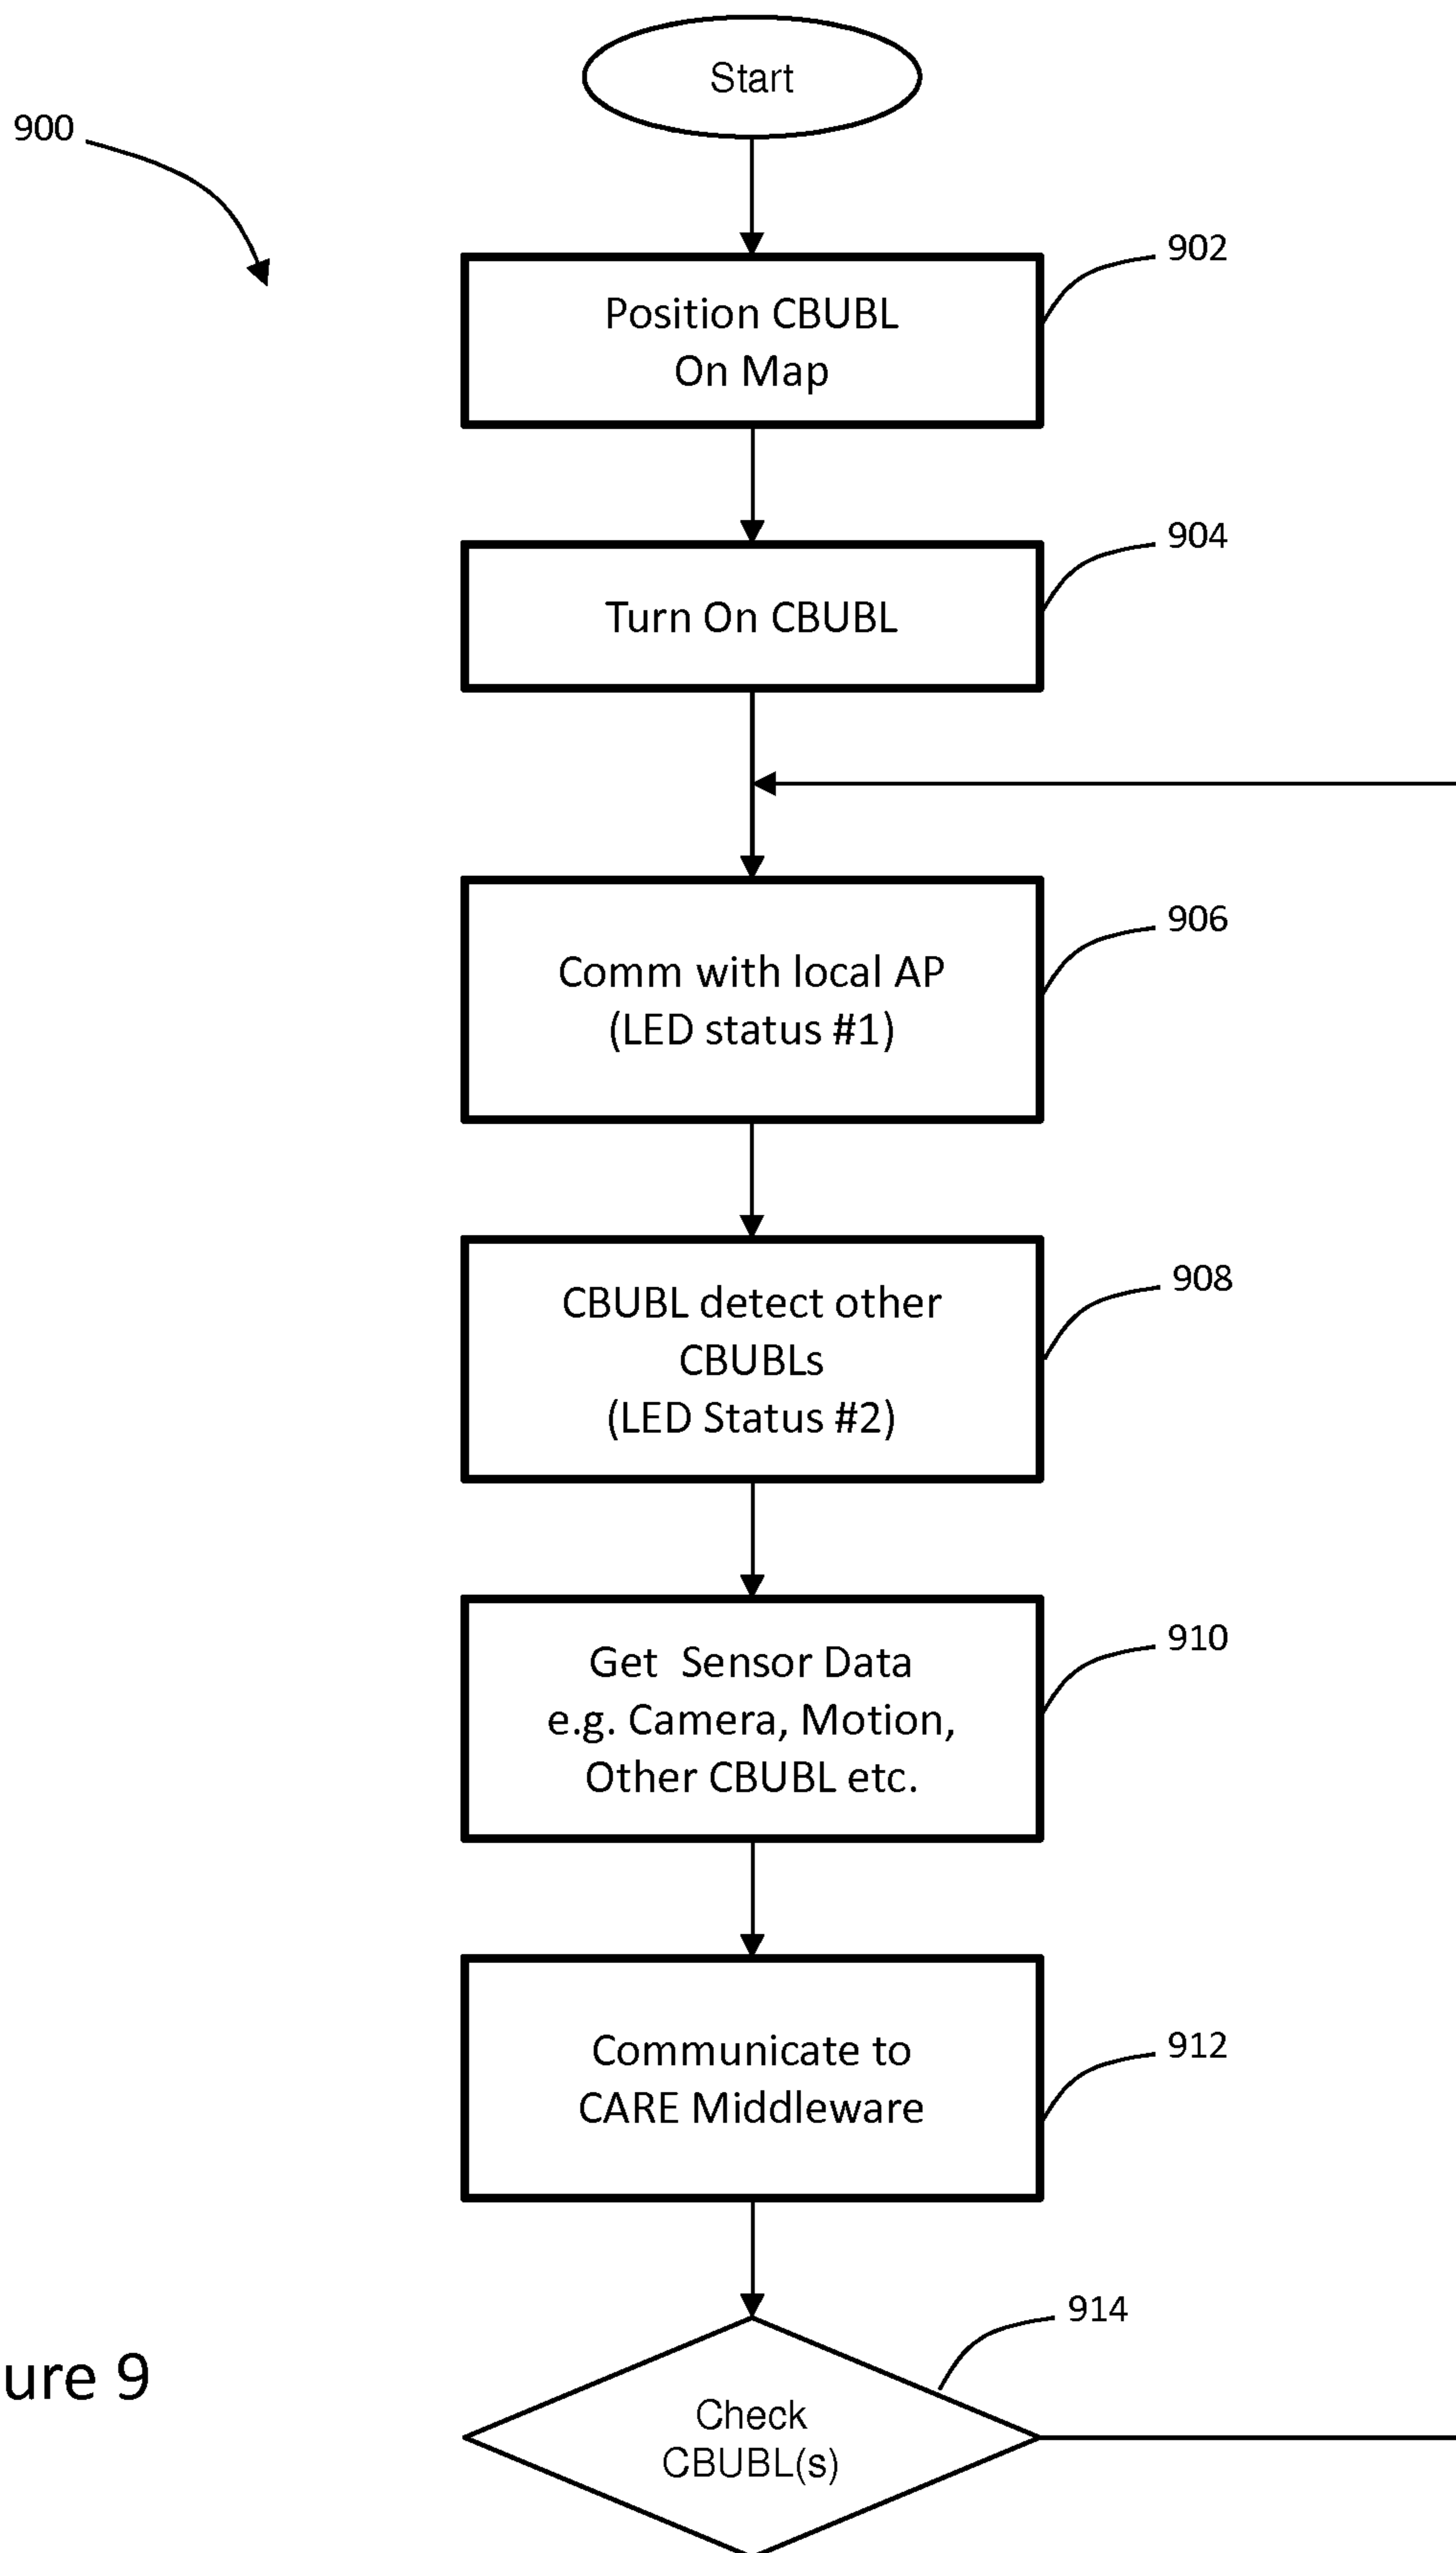 Start
900
902
Position CBUBL
On Map
904
Turn On CBUBL
906
Comm with local AP
(LED status #1)
908
CBUBL detect other
CBUBLs
(LED Status #2)
910
Get  Sensor Data
e.g. Camera, Motion,
Other CBUBL etc.
912
Communicate to
CARE Middleware
914
ure 9
Check
CBUBL(s)